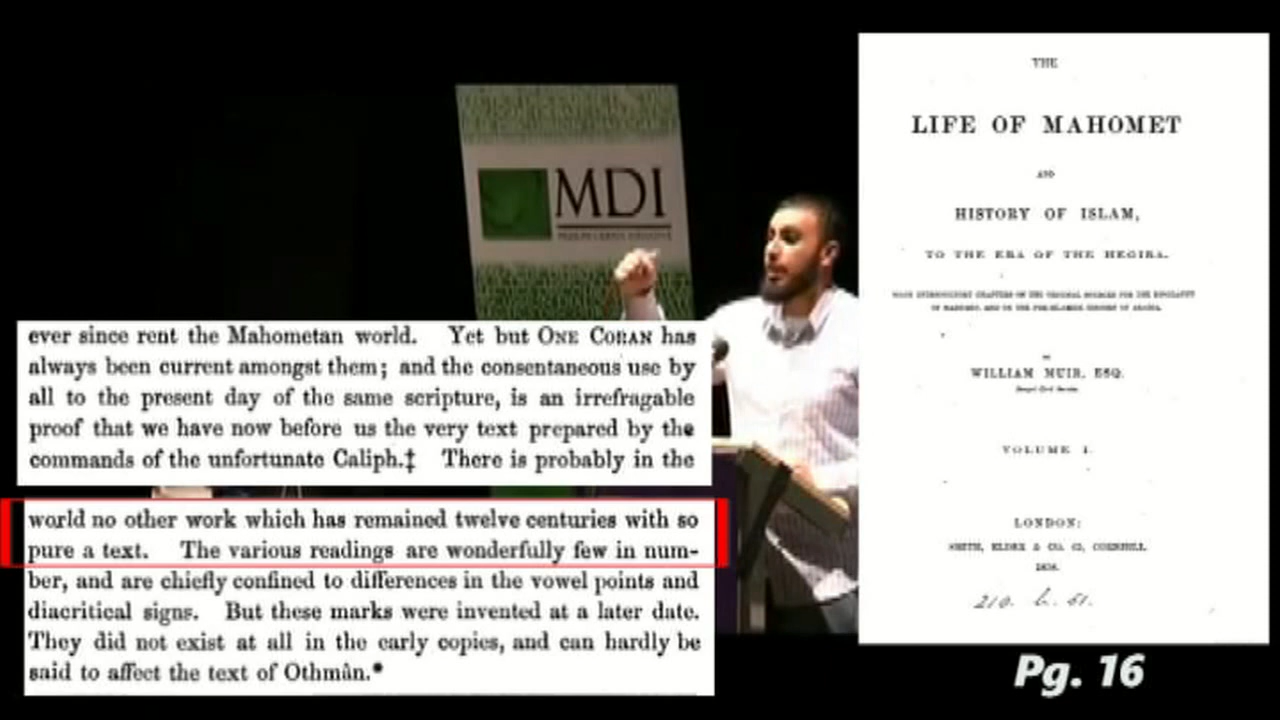 MDI
ever since rent the Mahometan world. Yet but ONE CORAN has
always been current amongst them; and the consentaneous use by
all to the present day of the same scripture, is an irrefragable
proof that we have now before us the very text prepared by the
commands of the unfortunate Caliph.‡ There is probably in the
world no other work which has remained twelve centuries with so
pure a text. The various readings are wonderfully few in num-
ber, and are chiefly confined to differences in the vowel points and
diacritical signs. But these marks were invented at a later date.
They did not exist at all in the early copies, and can hardly be
said to affect the text of Othmân.*
THE
LIFE OF MAHOMET
AND
HISTORY OF ISLAM,
TO THE ERA OF THE HEGIRA.
WILLIAM MUIR, ESQ.
VOLUME I.
LONDON:
SMITH, ELDER & CO. 65, CORNHILL.
Pg. 16